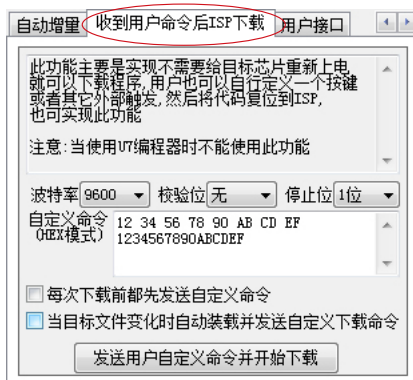 自动增量 收到用户命令后ISP下载 用户接口
此功能主要是实现不需要给目标芯片重新上电
就可以下载程序,用户也可以自行定义一个按键
或者其它外部触发,然后将代码复位到ISP,
也可实现此功能
注意:当使用U7编程器时不能使用此功能
波特率 9600 校验位 无 停止位 1位
自定义命令 12 34 56 78 90 AB CD EF
(HEX模式) 1234567890ABCDEF
每次下载前都先发送自定义命令
当目标文件变化时自动装载并发送自定义下载命令
发送用户自定义命令并开始下载